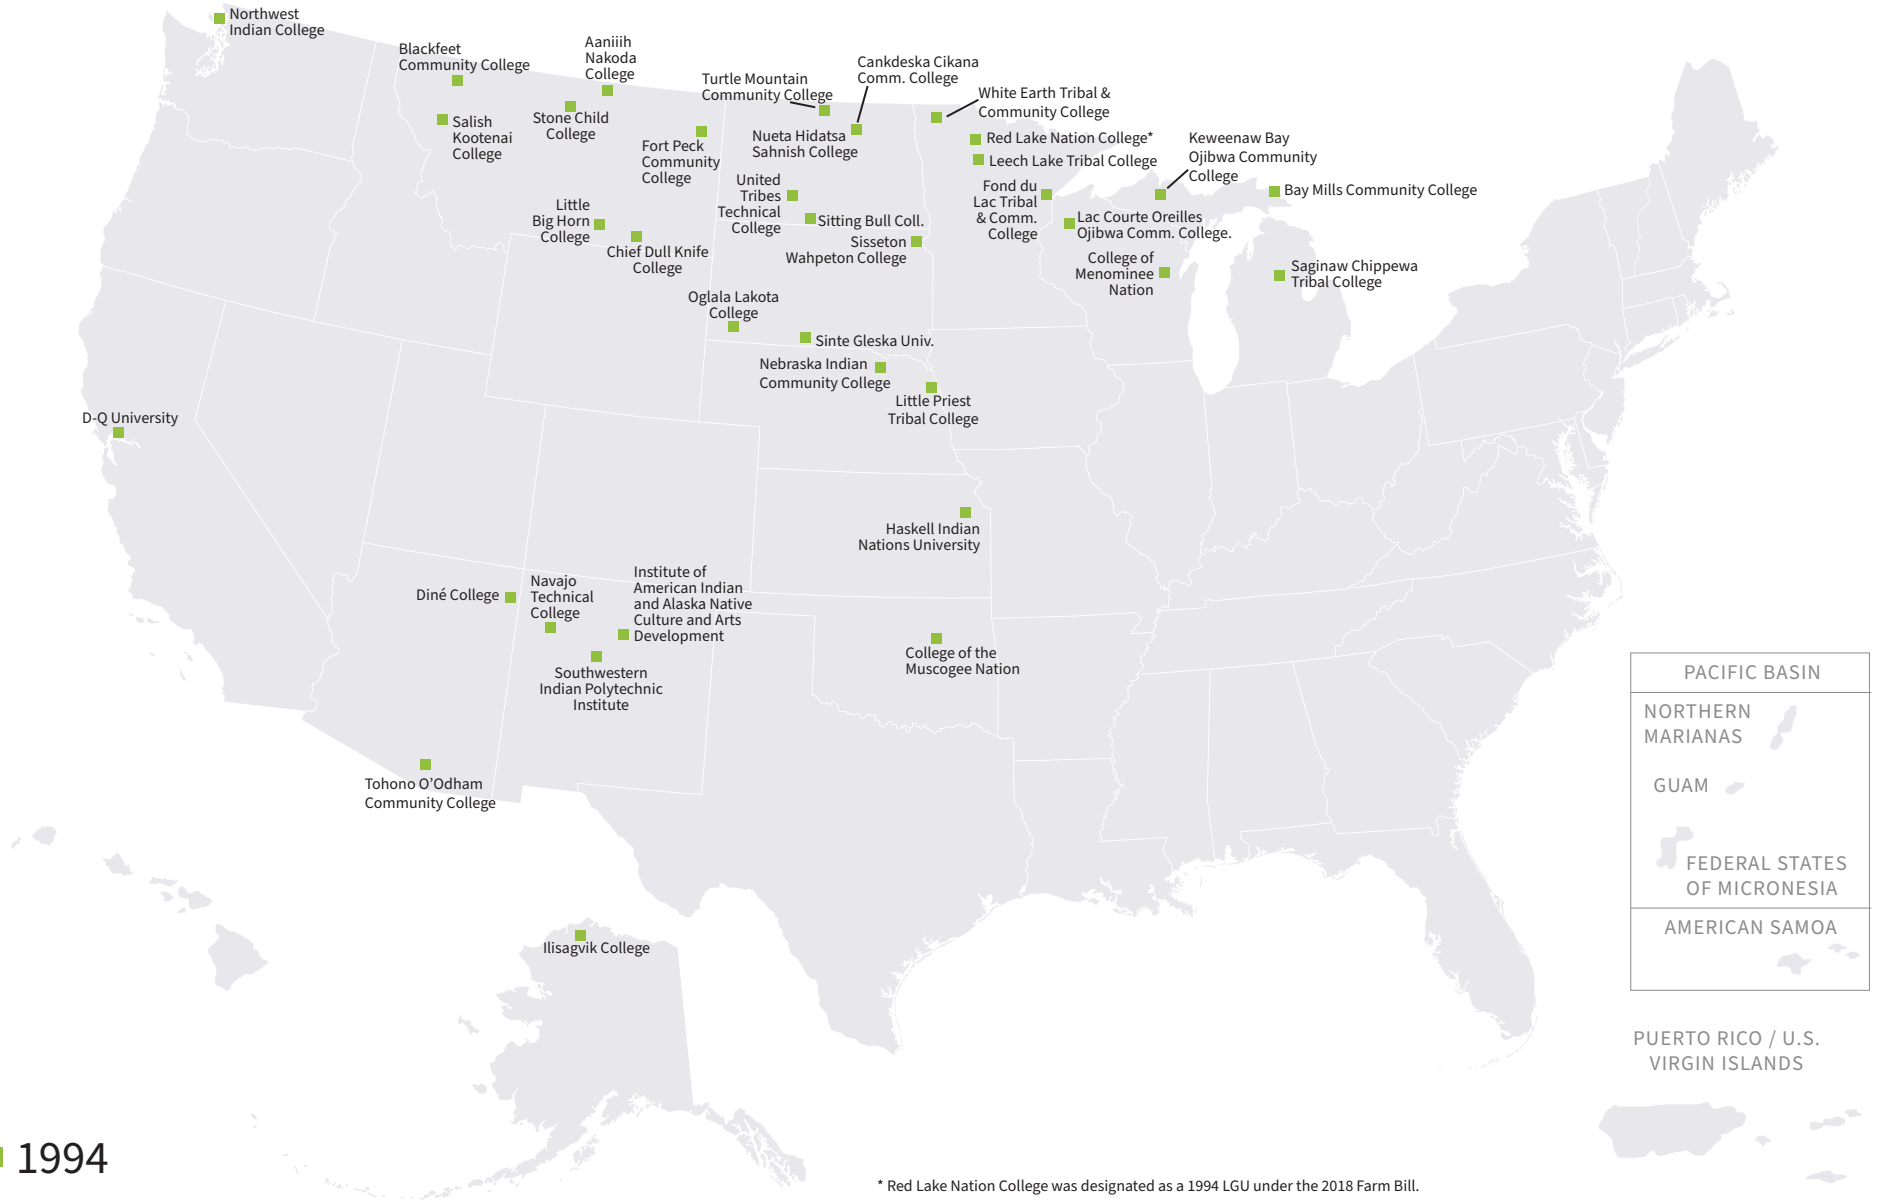 Northwest
Indian College
Blackfeet
Community College
Aaniiih
Nakoda
College
Salish
Kootenai
College
Stone Child
College
Fort Peck
Community
College
Turtle Mountain
Community College
Cankdeska Cikana
Comm. College
White Earth Tribal &
Community College
Nueta Hidatsa
Sahnish College
Red Lake Nation College*
Leech Lake Tribal College
Keweenaw Bay
Ojibwa Community
College
Bay Mills Community College
United
Tribes
Technical
College
Fond du
Lac Tribal
& Comm.
College
Little
Big Horn
College
Sitting Bull Coll.
Lac Courte Oreilles
Ojibwa Comm. College.
Chief Dull Knife
College
Sisseton
Wahpeton College
College of
Menominee
Nation
Saginaw Chippewa
Tribal College
Oglala Lakota
College
Sinte Gleska Univ.
Nebraska Indian
Community College
Little Priest
Tribal College
D-Q University
Haskell Indian
Nations University
Diné College
Navajo
Technical
College
Institute of
American Indian
and Alaska Native
Culture and Arts
Development
Southwestern
Indian Polytechnic
Institute
College of the
Muscogee Nation
Tohono O’Odham
Community College
Ilisagvik College
PACIFIC BASIN
NORTHERN
MARIANAS
GUAM
FEDERAL STATES
OF MICRONESIA
AMERICAN SAMOA
PUERTO RICO / U.S.
VIRGIN ISLANDS
1994
* Red Lake Nation College was designated as a 1994 LGU under the 2018 Farm Bill.